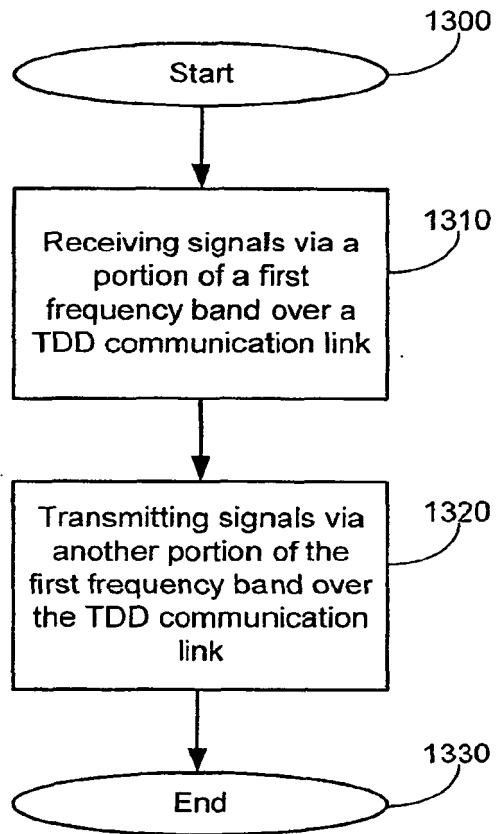 1300
Start
1310
Receiving signals via a
portion of a first
frequency band over a
TDD communication link
1320
Transmitting signals via
another portion of the
first frequency band over
the TDD communication
link
1330
End